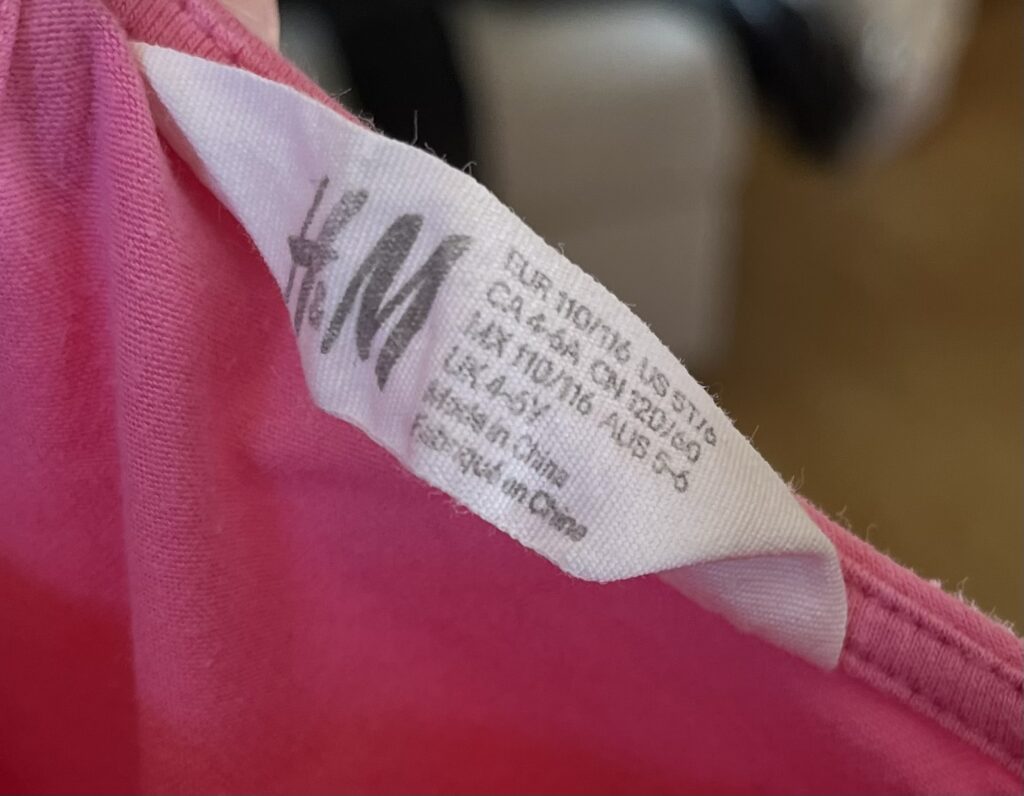 H&M
EUR 110/116 US 5T/6
CA 4-6A CN 120/60
MX 110/116 AUS 5-6
UK 4-6Y
Made in China
Fabriqué en Chine